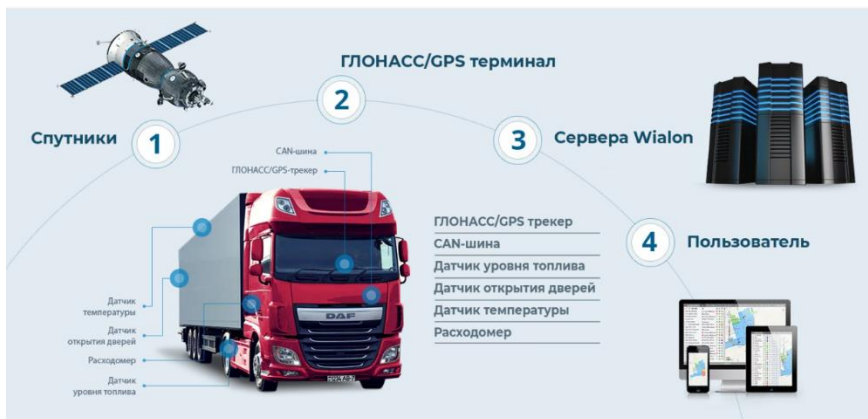 ГЛОНАСС/GPS терминал
2
Спутники
1
3
Сервера Wialon
CAN-шина
ГЛОНАСС/GPS-трекер
ГЛОНАСС/GPS трекер
CAN-шина
Датчик уровня топлива
Датчик открытия дверей
Датчик температуры
Расходомер
4
Пользователь
Датчик
температуры
Датчик
открытия дверей
Расходомер
Датчик
уровня топлива
DAF